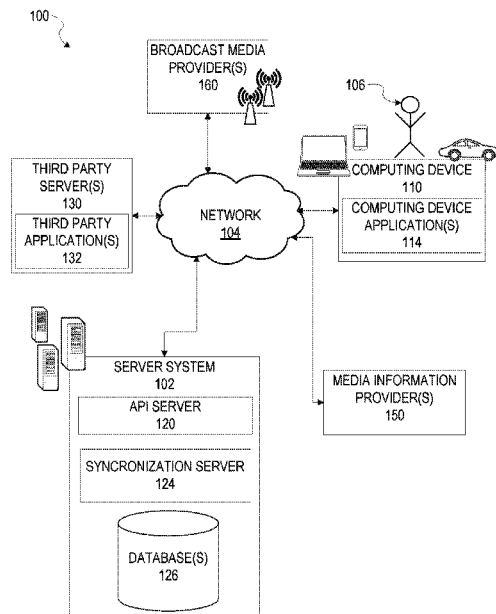 100
BROADCAST MEDIA
PROVIDER(S)
160
106
THIRD PARTY
SERVER(S)
130
THIRD PARTY
APPLICATION(S)
132
NETWORK
104
COMPUTING DEVICE
110
COMPUTING DEVICE
APPLICATION(S)
114
SERVER SYSTEM
102
API SERVER
120
SYNCRONIZATION SERVER
124
DATABASE(S)
126
MEDIA INFORMATION
PROVIDER(S)
150